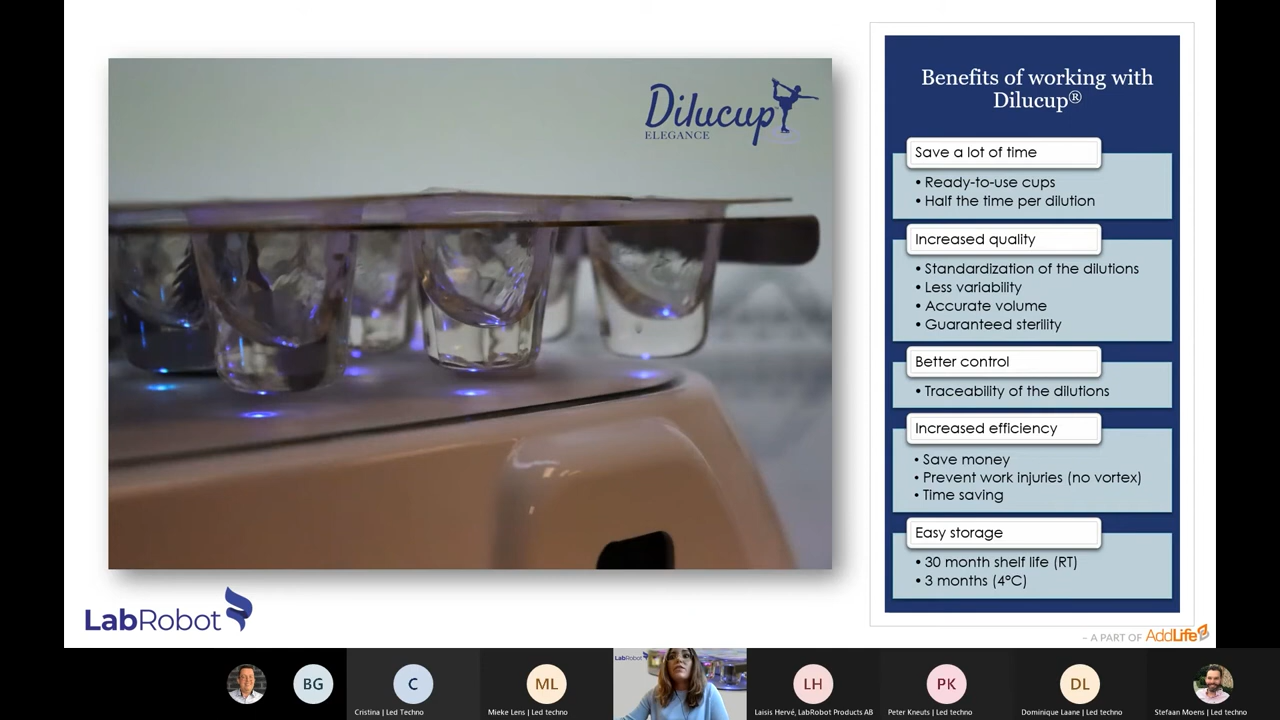 Dilucup
ELEGANCE
Benefits of working with
Dilucup®
Save a lot of time
• Ready-to-use cups
• Half the time per dilution
Increased quality
• Standardization of the dilutions
• Less variability
• Accurate volume
• Guaranteed sterility
Better control
• Traceability of the dilutions
Increased efficiency
• Save money
• Prevent work injuries (no vortex)
• Time saving
Easy storage
• 30 month shelf life (RT)
• 3 months (4°C)
LabRobot
– A PART OF AddLife
BG
C
ML
LabRobot
LH
PK
DL
Cristina | Led Techno
Mieke Lens | Led techno
Laisis Hervé, LabRobot Products AB
Peter Kneuts | Led techno
Dominique Laane | Led techno
Stefaan Moens | Led techno